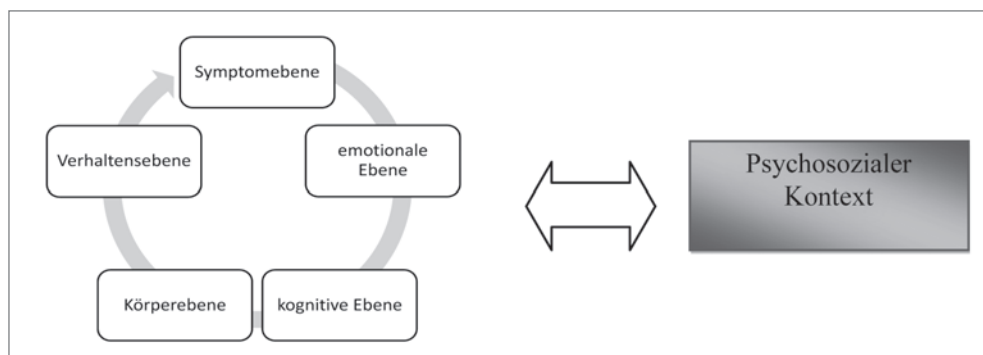 Symptomebene
emotionale
Ebene
kognitive Ebene
Körperebene
Verhaltensebene
Psychosozialer
Kontext